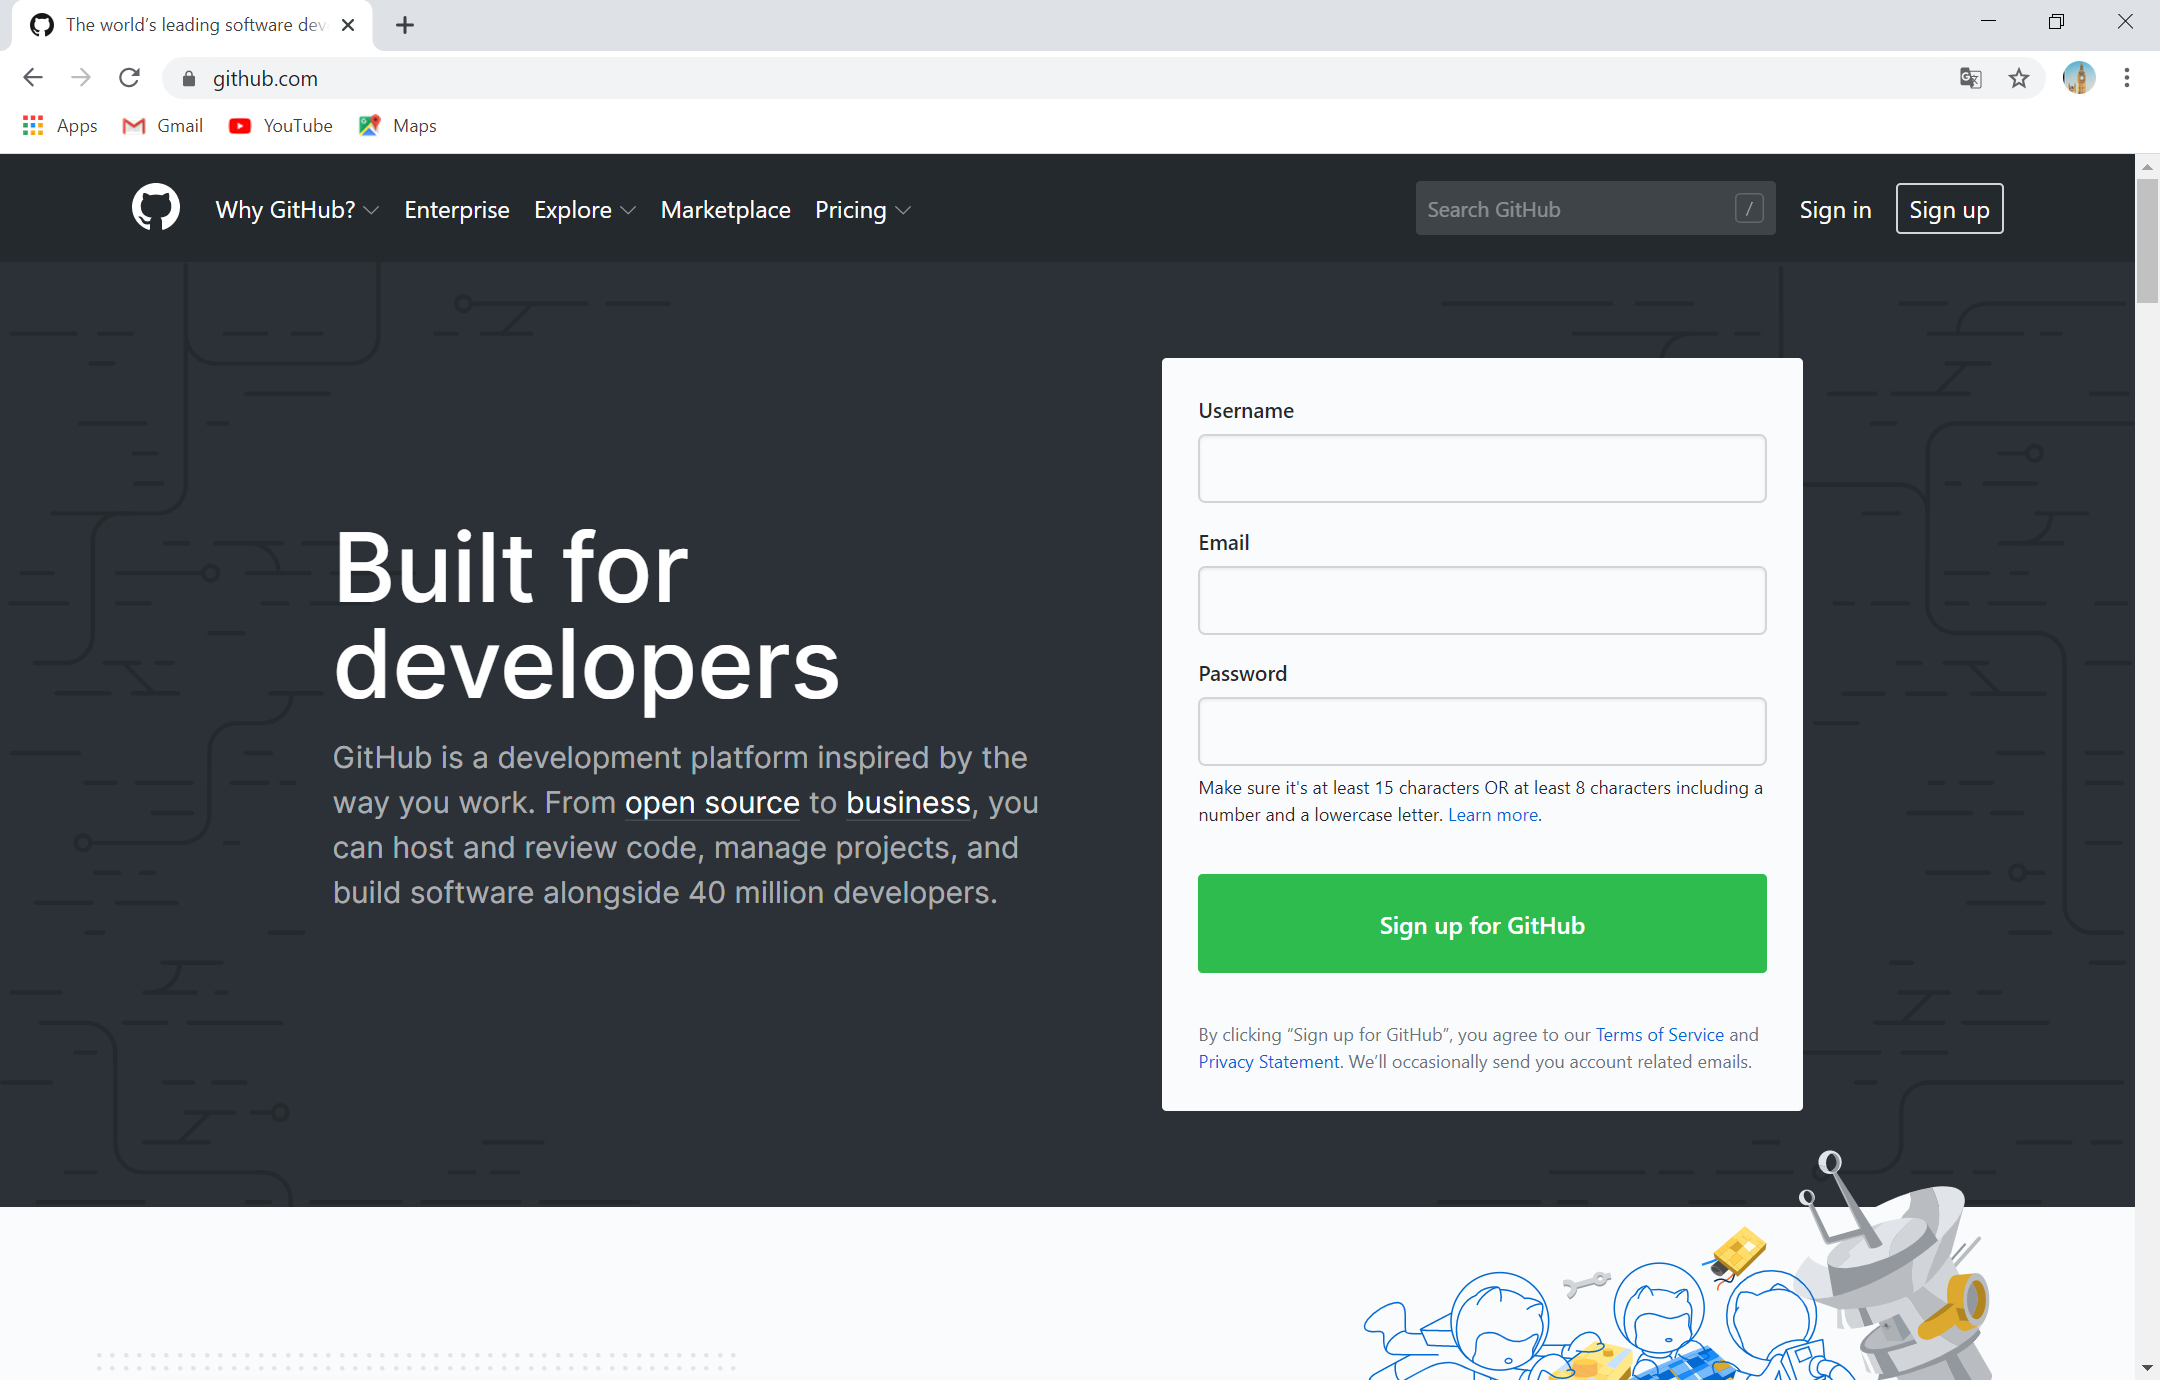 The world's leading software dev
github.com
Apps Gmail YouTube Maps
Why GitHub? Enterprise Explore Marketplace Pricing Search GitHub / Sign in Sign up
Built for
developers
GitHub is a development platform inspired by the
way you work. From open source to business, you
can host and review code, manage projects, and
build software alongside 40 million developers.
Username
Email
Password
Make sure it's at least 15 characters OR at least 8 characters including a
number and a lowercase letter. Learn more.
Sign up for GitHub
By clicking “Sign up for GitHub”, you agree to our Terms of Service and
Privacy Statement. We’ll occasionally send you account related emails.